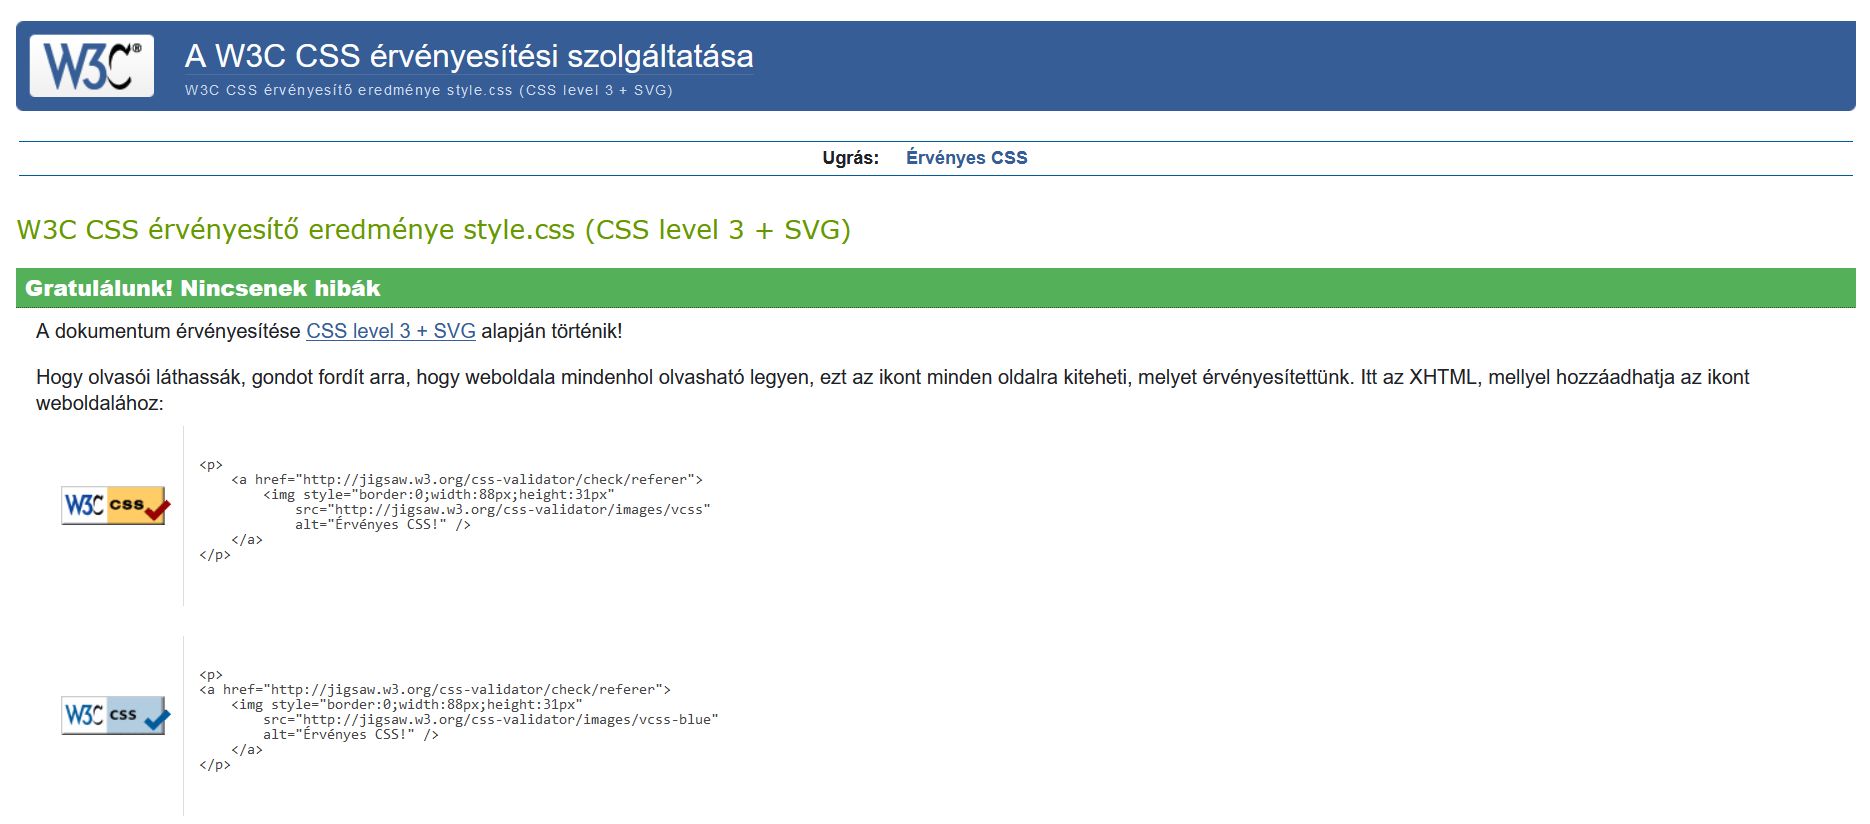 W3C®
A W3C CSS érvényesítési szolgáltatása
W3C CSS érvényesítő eredménye style.css (CSS level 3 + SVG)
Ugrás: Érvényes CSS
W3C CSS érvényesítő eredménye style.css (CSS level 3 + SVG)
Gratulálunk! Nincsenek hibák
A dokumentum érvényesítése CSS level 3 + SVG alapján történik!
Hogy olvasói láthassák, gondot fordít arra, hogy weboldala mindenhol olvasható legyen, ezt az ikont minden oldalra kiteheti, melyet érvényesítettünk. Itt az XHTML, mellyel hozzáadhatja az ikont
weboldalához:
<p>
<a href="http://jigsaw.w3.org/css-validator/check/referer">
<img style="border:0;width:88px;height:31px"
src="http://jigsaw.w3.org/css-validator/images/vcss"
alt="Érvényes CSS!" />
</a>
</p>
W3C css
<p>
<a href="http://jigsaw.w3.org/css-validator/check/referer">
<img style="border:0;width:88px;height:31px"
src="http://jigsaw.w3.org/css-validator/images/vcss-blue"
alt="Érvényes CSS!" />
</a>
</p>
W3C css